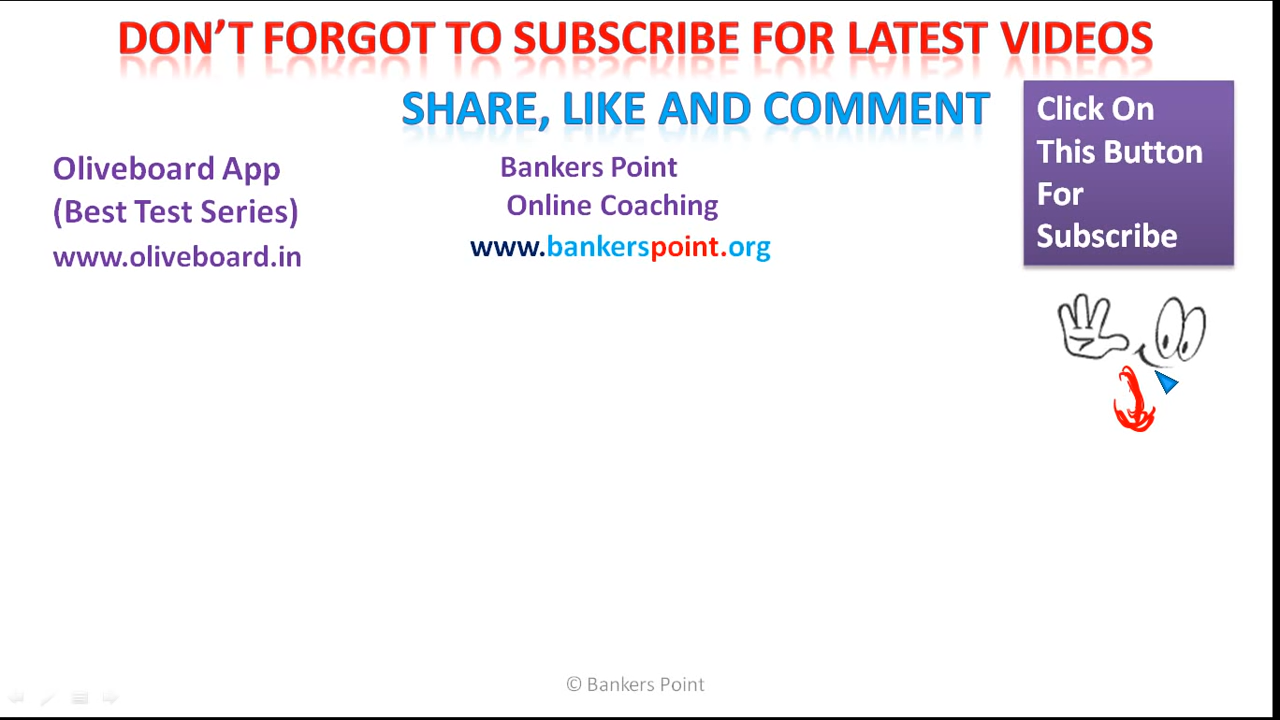 DON'T FORGOT TO SUBSCRIBE FOR LATEST VIDEOS
SHARE, LIKE AND COMMENT
Oliveboard App
(Best Test Series)
www.oliveboard.in
Bankers Point
Online Coaching
www.bankerspoint.org
Click On
This Button
For
Subscribe
© Bankers Point